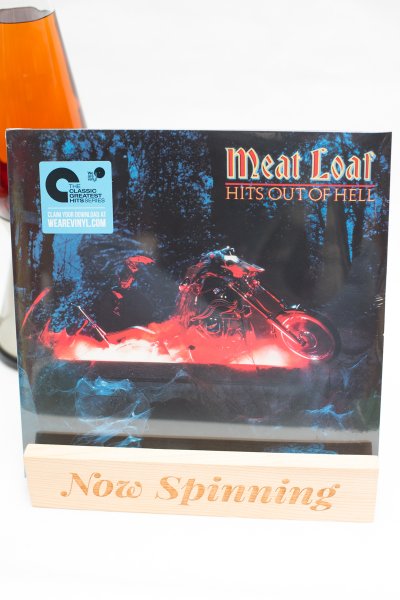 Meat Loaf
HITS OUT OF HELL
THE
CLASSIC
GREATEST
HITS SERIES
CLAIM YOUR DOWNLOAD AT
WEAREVINYL.COM
Now Spinning